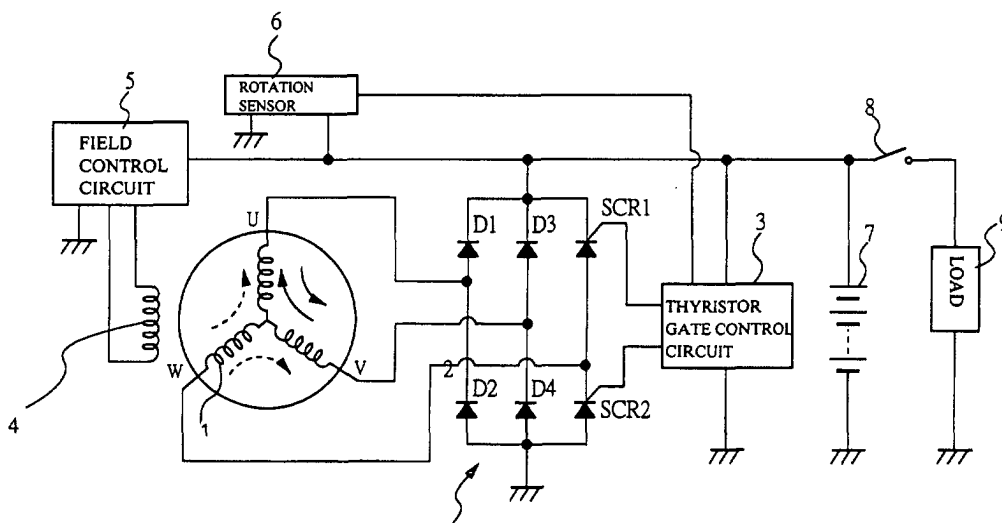 6
5
ROTATION
SENSOR
8
FIELD
CONTROL
CIRCUIT
U
D1
D3
SCR1
3
7
9
LOAD
THYRISTOR
GATE CONTROL
CIRCUIT
W
V
2
D2
D4
SCR2
4
1